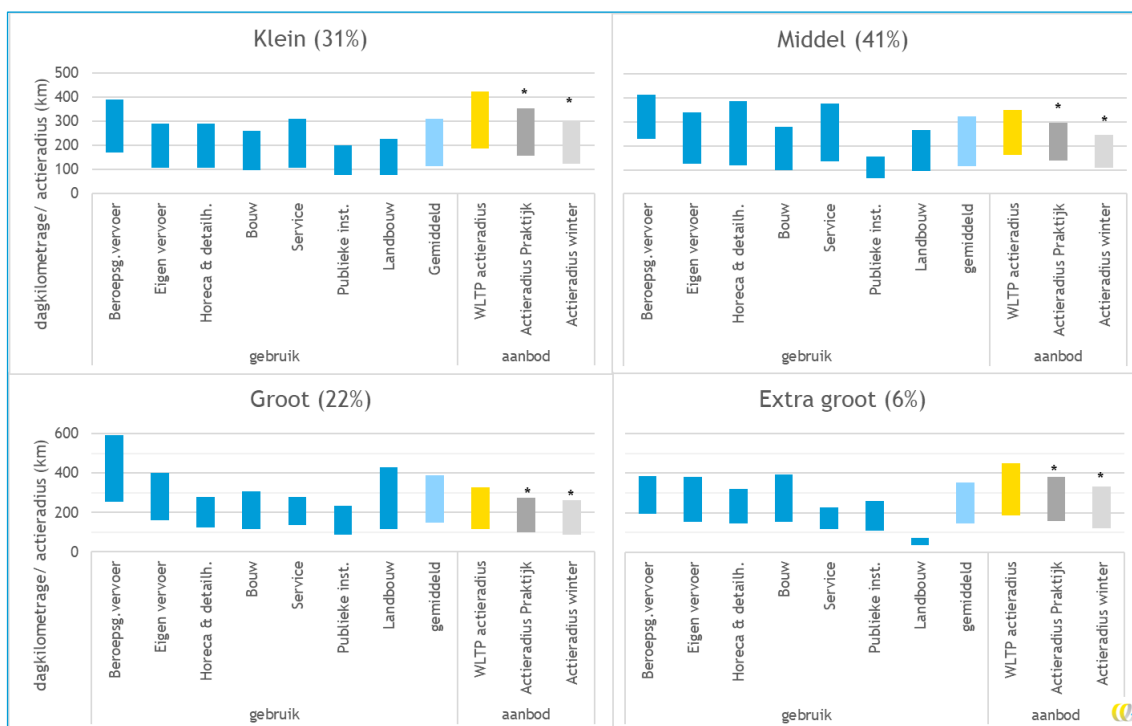 Klein (31%)
dagkilometrage/ actieradius (km)
500
400
300
200
100
0
*
*
Beroepsg.vervoer
Eigen vervoer
Horeca & detailh.
Bouw
Service
Publieke inst.
Landbouw
Gemiddeld
WLTP actieradius
Actieradius Praktijk
Actieradius winter
gebruik
aanbod
Middel (41%)
*
*
Beroepsg.vervoer
Eigen vervoer
Horeca & detailh.
Bouw
Service
Publieke inst.
Landbouw
gemiddeld
WLTP actieradius
Actieradius Praktijk
Actieradius winter
gebruik
aanbod
Groot (22%)
dagkilometrage/ actieradius (km)
600
400
200
0
*
*
Beroepsg.vervoer
Eigen vervoer
Horeca & detailh.
Bouw
Service
Publieke inst.
Landbouw
gemiddeld
WLTP actieradius
Actieradius Praktijk
Actieradius winter
gebruik
aanbod
Extra groot (6%)
*
*
Beroepsg.vervoer
Eigen vervoer
Horeca & detailh.
Bouw
Service
Publieke inst.
Landbouw
gemiddeld
WLTP actieradius
Actieradius Praktijk
Actieradius winter
gebruik
aanbod